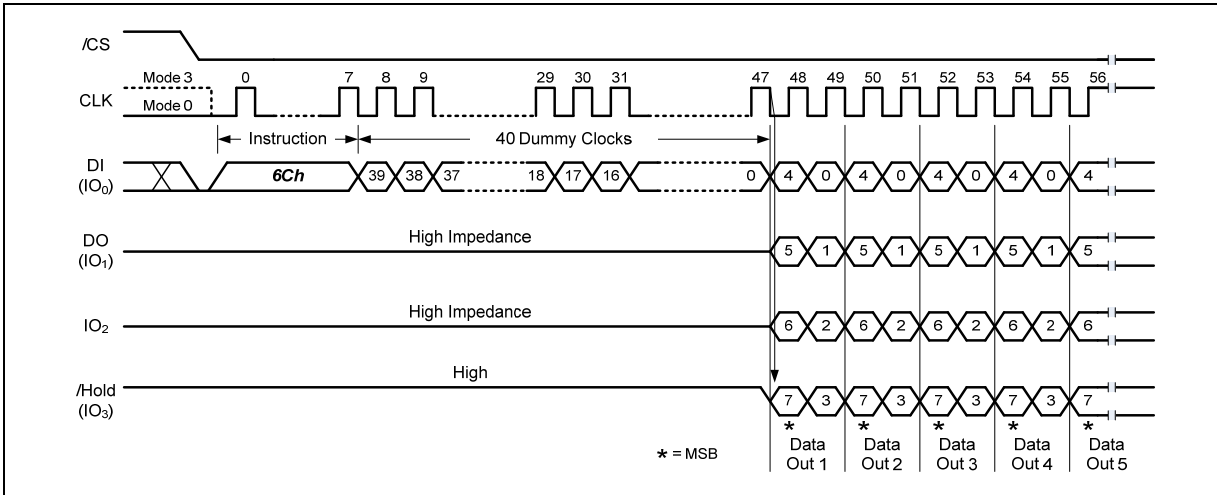 /CS
Mode 3 0 7 8 9 29 30 31 47 48 49 50 51 52 53 54 55 56
CLK
Mode 0
Instruction 40 Dummy Clocks
DI
(IO0) 6Ch 39 38 37 18 17 16 0 4 0 4 0 4 0 4 0 4
DO
(IO1) High Impedance 5 1 5 1 5 1 5 1 5
IO2 High Impedance 6 2 6 2 6 2 6 2 6
/Hold
(IO3) High 7 3 7 3 7 3 7 3 7
* * * * *
* = MSB
Data Data Data Data Data
Out 1 Out 2 Out 3 Out 4 Out 5